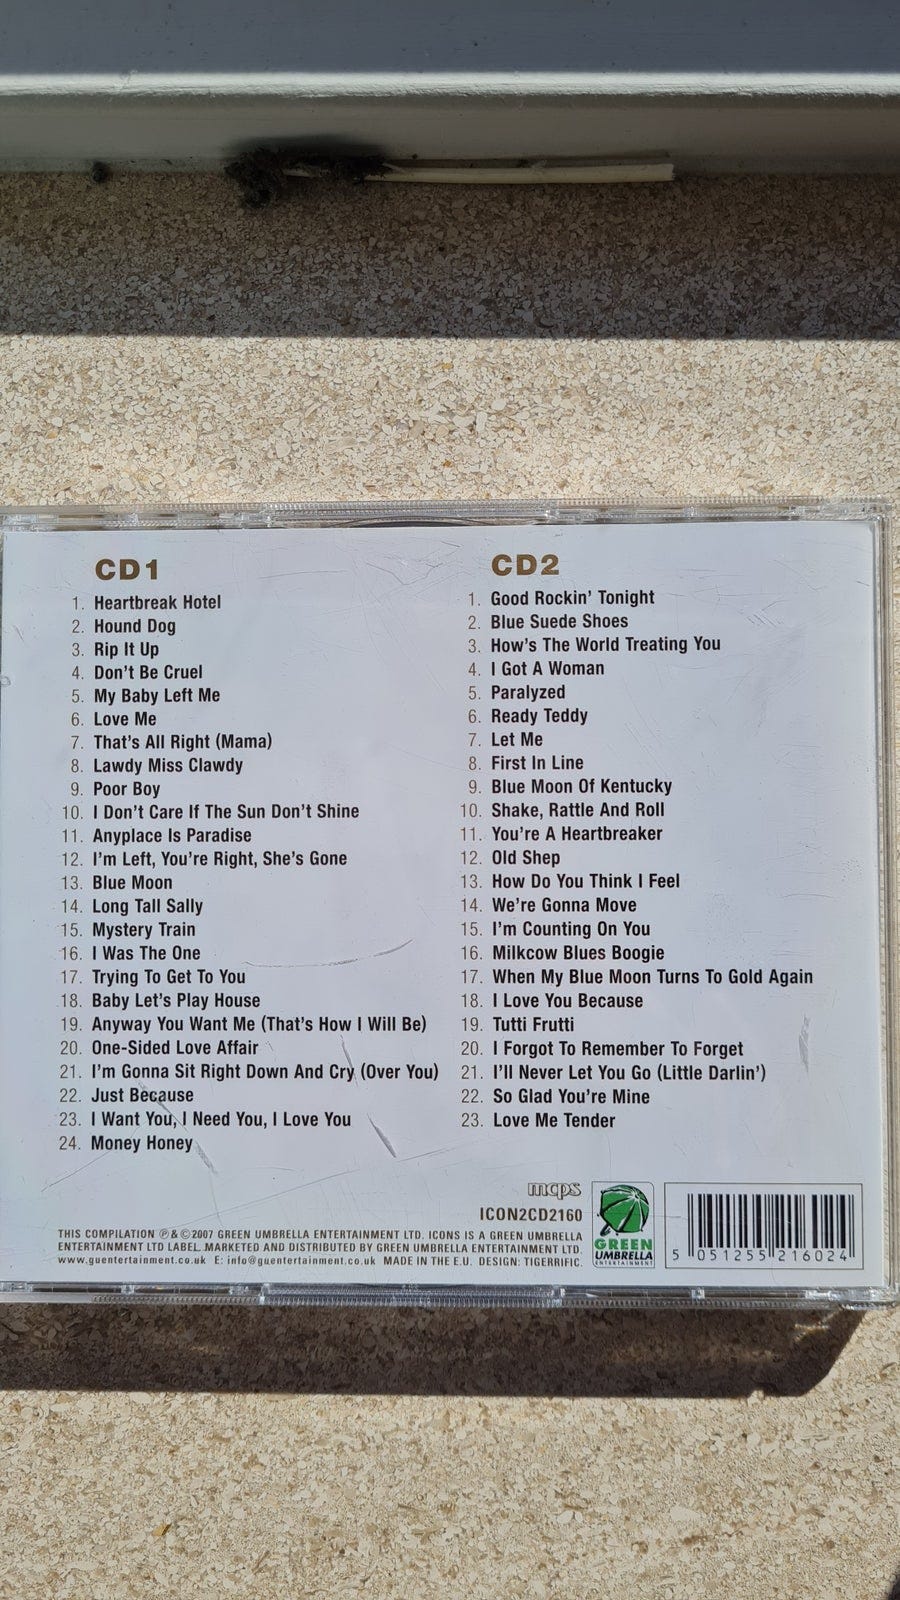 CD1
1. Heartbreak Hotel
2. Hound Dog
3. Rip It Up
4. Don't Be Cruel
5. My Baby Left Me
6. Love Me
7. That's All Right (Mama)
8. Lawdy Miss Clawdy
9. Poor Boy
10. I Don't Care If The Sun Don't Shine
11. Anyplace Is Paradise
12. I'm Left, You're Right, She's Gone
13. Blue Moon
14. Long Tall Sally
15. Mystery Train
16. I Was The One
17. Trying To Get To You
18. Baby Let's Play House
19. Anyway You Want Me (That's How I Will Be)
20. One-Sided Love Affair
21. I'm Gonna Sit Right Down And Cry (Over You)
22. Just Because
23. I Want You, I Need You, I Love You
24. Money Honey
CD2
1. Good Rockin' Tonight
2. Blue Suede Shoes
3. How's The World Treating You
4. I Got A Woman
5. Paralyzed
6. Ready Teddy
7. Let Me
8. First In Line
9. Blue Moon Of Kentucky
10. Shake, Rattle And Roll
11. You're A Heartbreaker
12. Old Shep
13. How Do You Think I Feel
14. We're Gonna Move
15. I'm Counting On You
16. Milkcow Blues Boogie
17. When My Blue Moon Turns To Gold Again
18. I Love You Because
19. Tutti Frutti
20. I Forgot To Remember To Forget
21. I'll Never Let You Go (Little Darlin')
22. So Glad You're Mine
23. Love Me Tender
mcps
ICON2CD2160
THIS COMPILATION ℗ & © 2007 GREEN UMBRELLA ENTERTAINMENT LTD. ICONS IS A GREEN UMBRELLA
ENTERTAINMENT LTD LABEL. MARKETED AND DISTRIBUTED BY GREEN UMBRELLA ENTERTAINMENT LTD.
www.guentertainment.co.uk E: info@guentertainment.co.uk MADE IN THE E.U. DESIGN: TIGERRIFIC.
GREEN
UMBRELLA
ENTERTAINMENT
5 051255 216024